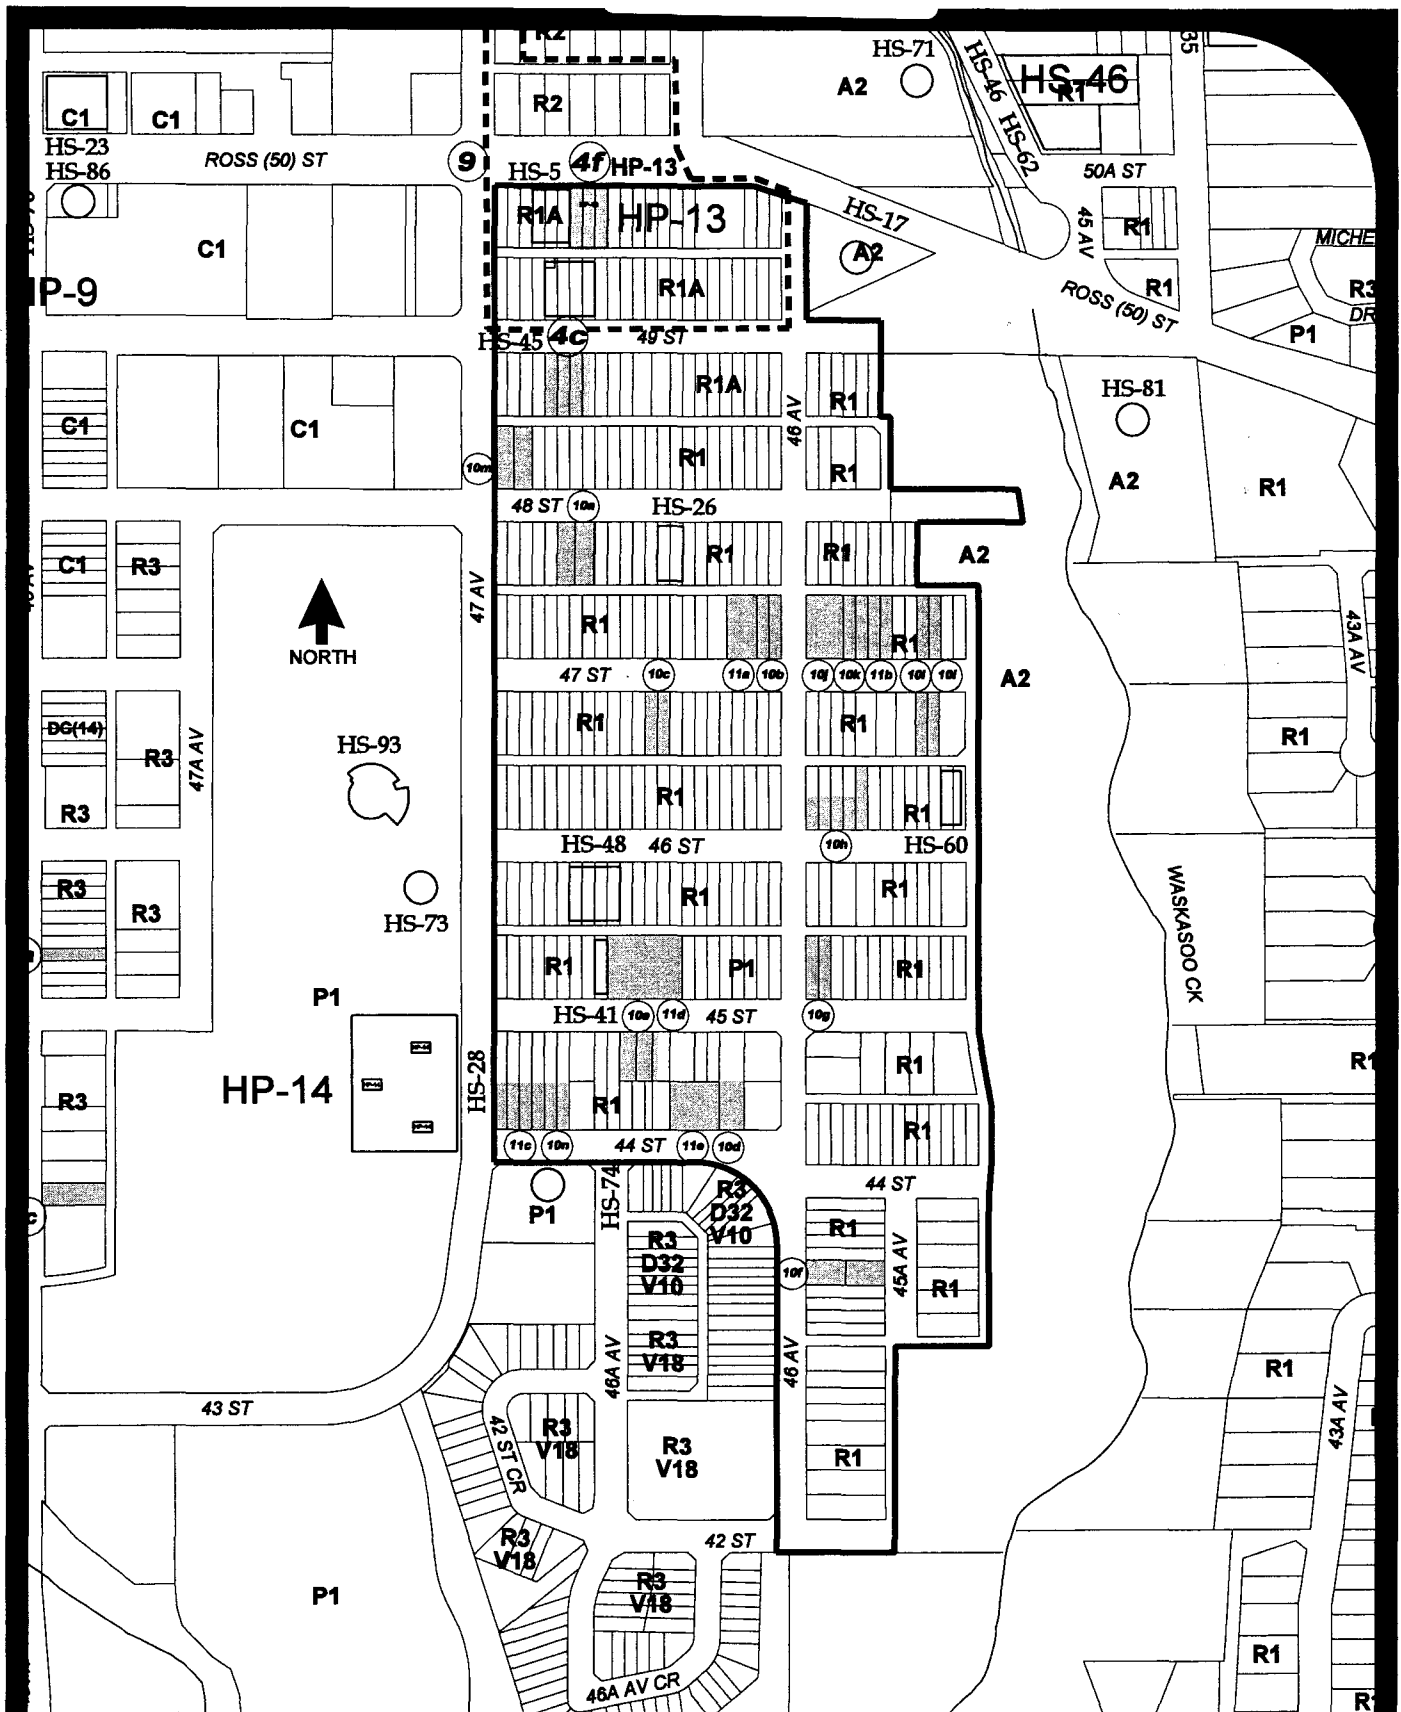 R2
HS-71
HS-46
35
C1
C1
R2
A2
HS-46
R1
HS-23
HS-86
ROSS (50) ST
9
4f
HP-13
HS-5
HS-62
50A ST
C1
R1A
HP-13
HS-17
A2
45 AV
R1
MICHE
R3
DR
P1
R1
ROSS (50) ST
R1A
HS-45
4c
49 ST
R1A
R1
46 AV
HS-81
C1
C1
10m
R1
R1
A2
R1
48 ST
10a
HS-26
C1
R3
47 AV
R1
R1
A2
NORTH
R1
R1
43A AV
47 ST
10c
11a
10b
10j
10k
11b
10l
10i
A2
DC(14)
R3
47A AV
HS-93
R1
R1
R1
R3
R1
R1
HS-48
46 ST
10h
HS-60
R3
R3
HS-73
R1
R1
WASKASOO CK
P1
R1
P1
R1
HS-41
10e
11d
45 ST
10g
HP-14
HS-28
R3
R1
R1
R1
R1
11c
10n
44 ST
11e
10d
c
P1
HS-74
R3
D32
V10
44 ST
R1
R3
D32
V10
10f
45A AV
R1
R3
V18
46A AV
46 AV
R1
43 ST
42 ST CR
R3
V18
R3
V18
R1
43A AV
R3
V18
42 ST
P1
R3
V18
46A AV CR
R1
R1